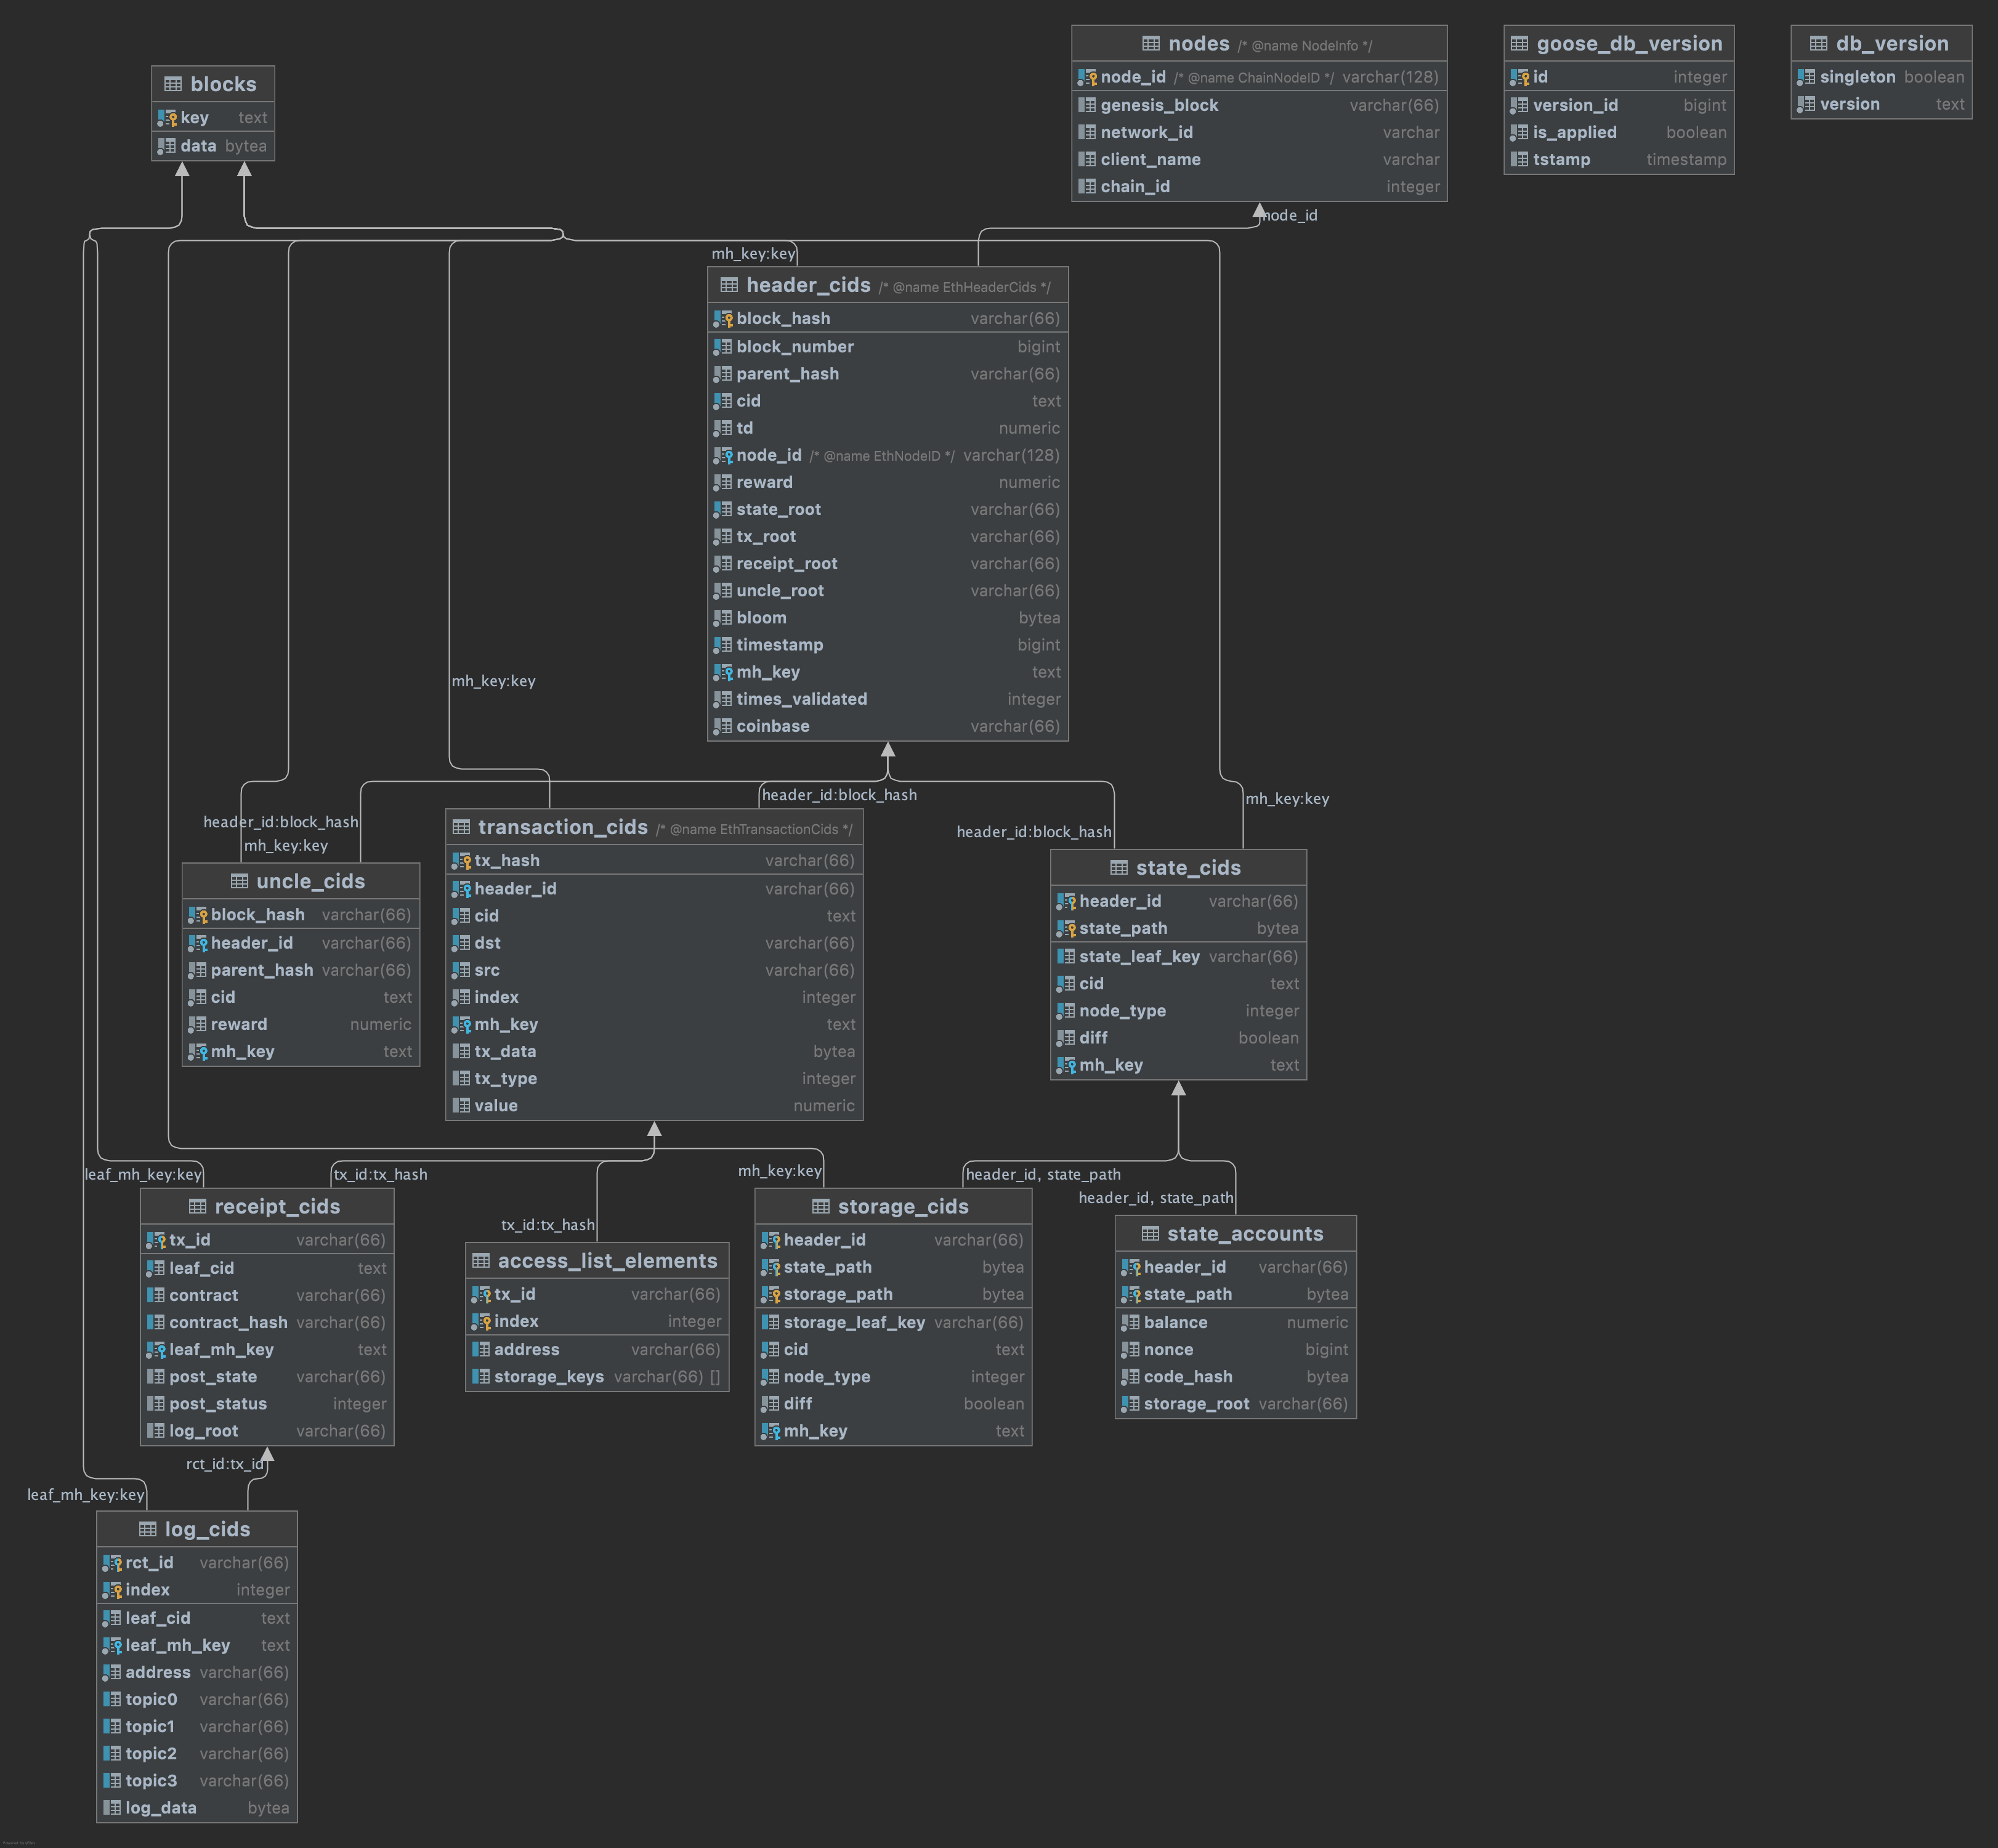 blocks
key text
data bytea
nodes /* @name NodeInfo */
node_id /* @name ChainNodeID */ varchar(128)
genesis_block varchar(66)
network_id varchar
client_name varchar
chain_id integer
goose_db_version
id integer
version_id bigint
is_applied boolean
tstamp timestamp
db_version
singleton boolean
version text
node_id
mh_key:key
header_cids /* @name EthHeaderCids */
block_hash varchar(66)
block_number bigint
parent_hash varchar(66)
cid text
td numeric
node_id /* @name EthNodeID */ varchar(128)
reward numeric
state_root varchar(66)
tx_root varchar(66)
receipt_root varchar(66)
uncle_root varchar(66)
bloom bytea
timestamp bigint
mh_key text
times_validated integer
coinbase varchar(66)
mh_key:key
header_id:block_hash
mh_key:key
header_id:block_hash
mh_key:key
header_id:block_hash
uncle_cids
block_hash varchar(66)
header_id varchar(66)
parent_hash varchar(66)
cid text
reward numeric
mh_key text
transaction_cids /* @name EthTransactionCids */
tx_hash varchar(66)
header_id varchar(66)
cid text
dst varchar(66)
src varchar(66)
index integer
mh_key text
tx_data bytea
tx_type integer
value numeric
state_cids
header_id varchar(66)
state_path bytea
state_leaf_key varchar(66)
cid text
node_type integer
diff boolean
mh_key text
leaf_mh_key:key
tx_id:tx_hash
tx_id:tx_hash
mh_key:key
header_id, state_path
header_id, state_path
receipt_cids
tx_id varchar(66)
leaf_cid text
contract varchar(66)
contract_hash varchar(66)
leaf_mh_key text
post_state varchar(66)
post_status integer
log_root varchar(66)
access_list_elements
tx_id varchar(66)
index integer
address varchar(66)
storage_keys varchar(66) []
storage_cids
header_id varchar(66)
state_path bytea
storage_path bytea
storage_leaf_key varchar(66)
cid text
node_type integer
diff boolean
mh_key text
state_accounts
header_id varchar(66)
state_path bytea
balance numeric
nonce bigint
code_hash bytea
storage_root varchar(66)
rct_id:tx_id
leaf_mh_key:key
log_cids
rct_id varchar(66)
index integer
leaf_cid text
leaf_mh_key text
address varchar(66)
topic0 varchar(66)
topic1 varchar(66)
topic2 varchar(66)
topic3 varchar(66)
log_data bytea